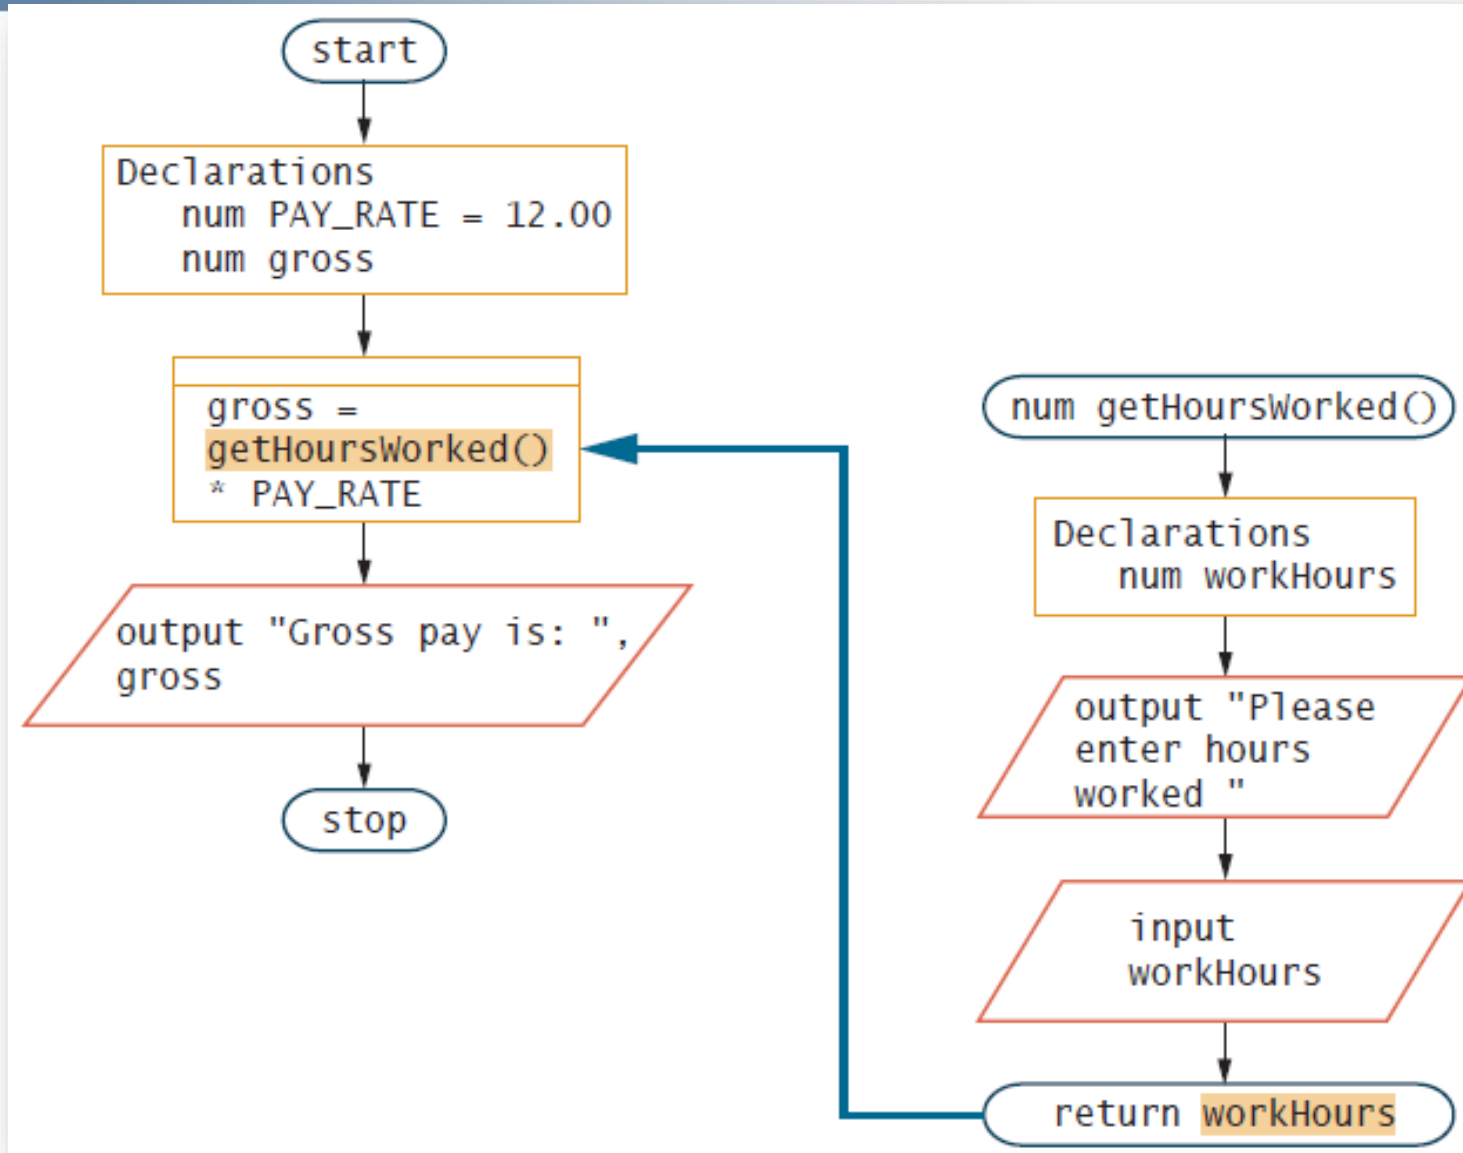 start
Declarations
num PAY_RATE = 12.00
num gross
gross =
getHoursWorked()
* PAY_RATE
output "Gross pay is: ",
gross
stop
num getHoursWorked()
Declarations
num workHours
output "Please
enter hours
worked "
input
workHours
return workHours